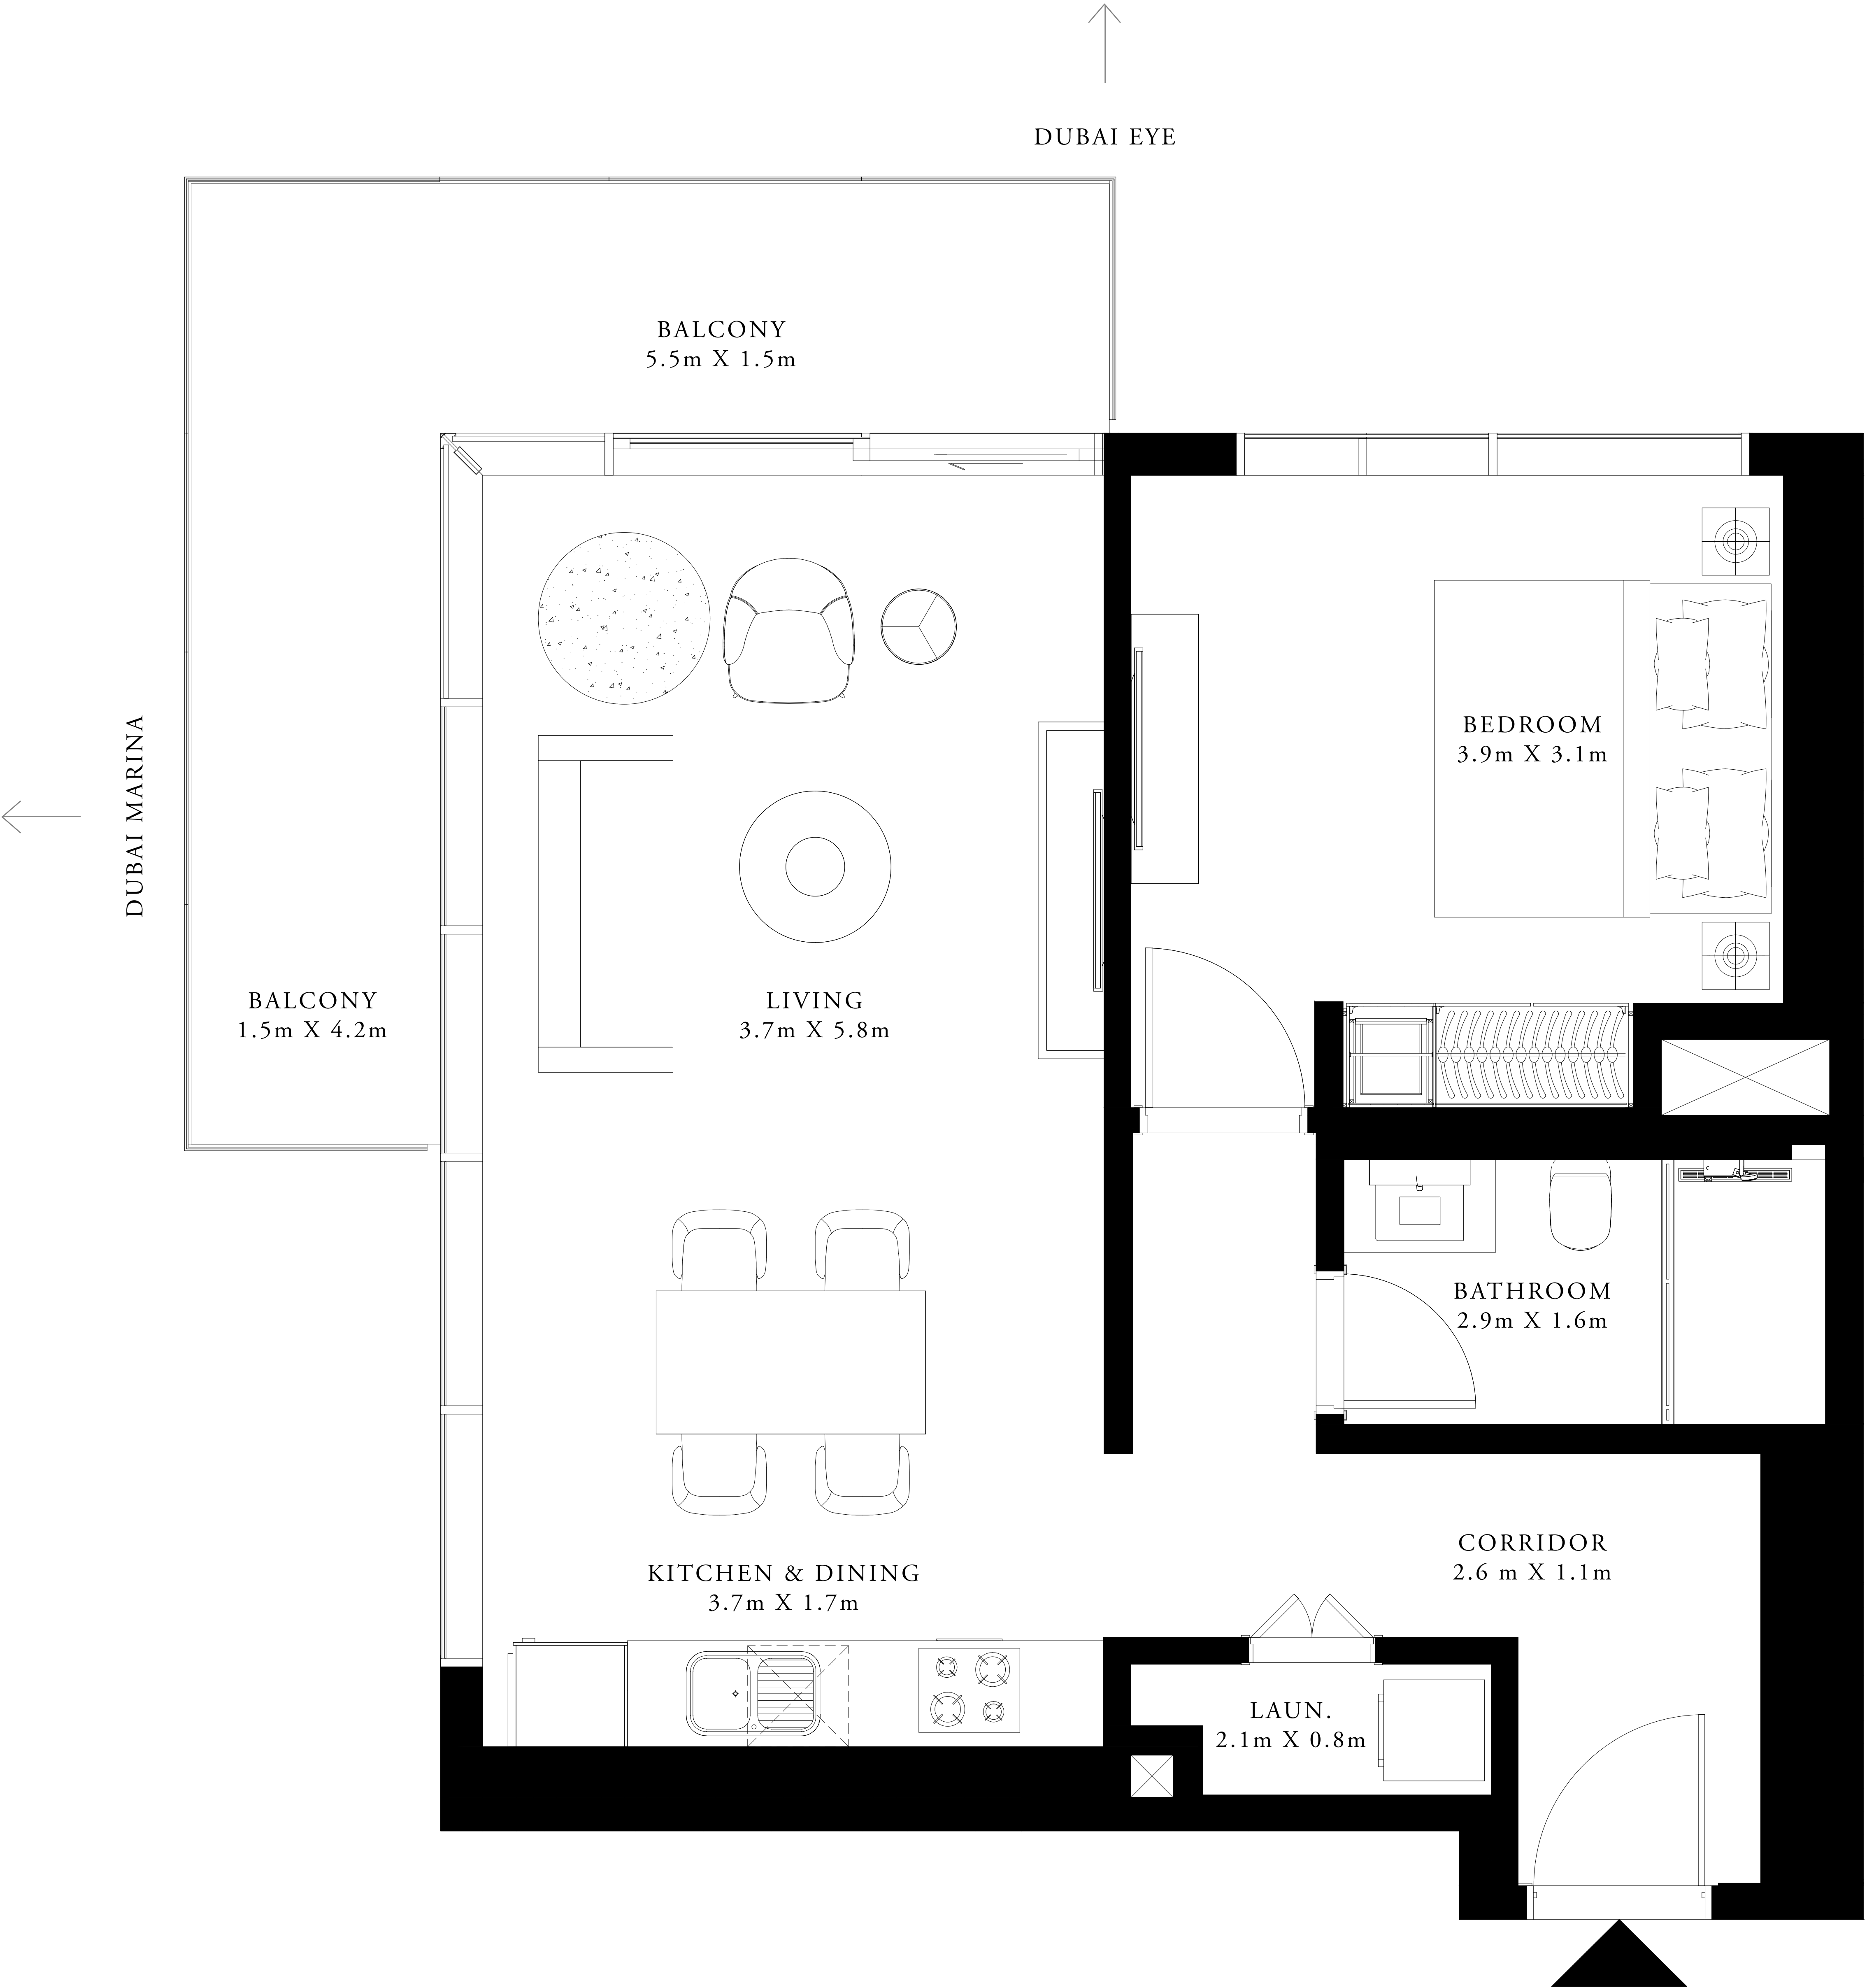 DUBAI EYE
BALCONY
5.5m X 1.5m
DUBAI MARINA
BEDROOM
3.9m X 3.1m
BALCONY
1.5m X 4.2m
LIVING
3.7m X 5.8m
BATHROOM
2.9m X 1.6m
KITCHEN & DINING
3.7m X 1.7m
CORRIDOR
2.6 m X 1.1m
LAUN.
2.1m X 0.8m